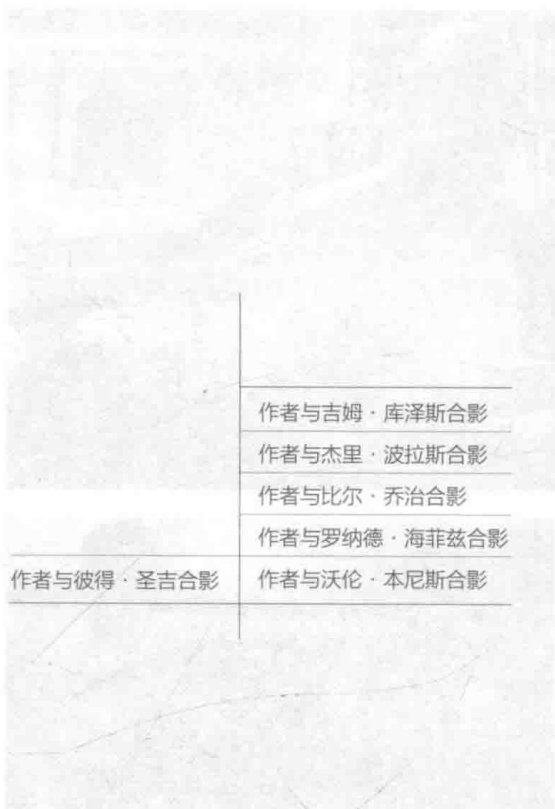 作者与吉姆·库泽斯合影
作者与杰里·波拉斯合影
作者与比尔·乔治合影
作者与罗纳德·海菲兹合影
作者与彼得·圣吉合影 作者与沃伦·本尼斯合影